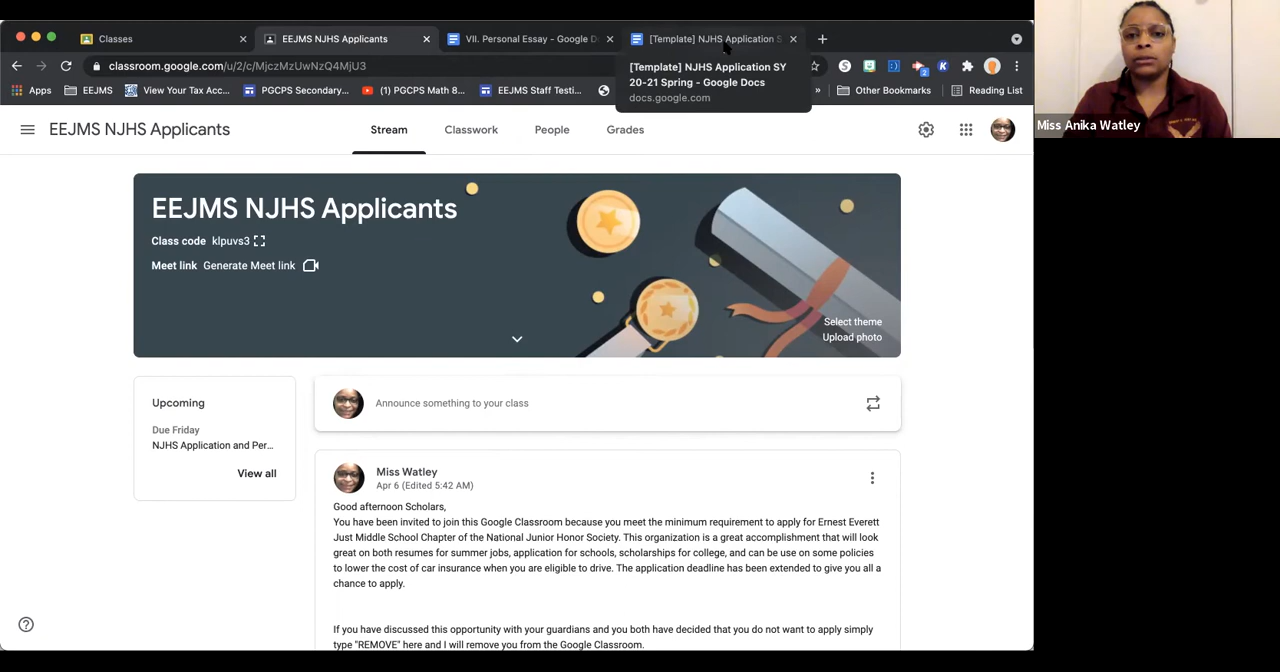 Classes
EEJMS NJHS Applicants
VII. Personal Essay - Google D
[Template] NJHS Application S
classroom.google.com/u/2/c/MjczMzUwNzQ4MjU3
[Template] NJHS Application SY
20-21 Spring - Google Docs
docs.google.com
Apps
EEJMS
View Your Tax Ac...
PGCPS Secondary...
(1) PGCPS Math 8...
EEJMS Staff Testi...
»
Other Bookmarks
Reading List
Miss Anika Watley
EEJMS NJHS Applicants
Stream
Classwork
People
Grades
EEJMS NJHS Applicants
Class code klpuvs3
Meet link Generate Meet link
Select theme
Upload photo
Upcoming
Due Friday
NJHS Application and Per...
View all
Announce something to your class
Miss Watley
Apr 6 (Edited 5:42 AM)
Good afternoon Scholars,
You have been invited to join this Google Classroom because you meet the minimum requirement to apply for Ernest Everett
Just Middle School Chapter of the National Junior Honor Society. This organization is a great accomplishment that will look
great on both resumes for summer jobs, application for schools, scholarships for college, and can be use on some policies
to lower the cost of car insurance when you are eligible to drive. The application deadline has been extended to give you all a
chance to apply.
If you have discussed this opportunity with your guardians and you both have decided that you do not want to apply simply
type "REMOVE" here and I will remove you from the Google Classroom.